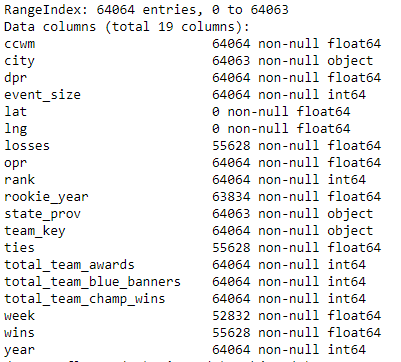 RangeIndex: 64064 entries, 0 to 64063
Data columns (total 19 columns):
ccwm 64064 non-null float64
city 64063 non-null object
dpr 64064 non-null float64
event_size 64064 non-null int64
lat 0 non-null float64
lng 0 non-null float64
losses 55628 non-null float64
opr 64064 non-null float64
rank 64064 non-null int64
rookie_year 63834 non-null float64
state_prov 64063 non-null object
team_key 64064 non-null object
ties 55628 non-null float64
total_team_awards 64064 non-null int64
total_team_blue_banners 64064 non-null int64
total_team_champ_wins 64064 non-null int64
week 52832 non-null float64
wins 55628 non-null float64
year 64064 non-null int64